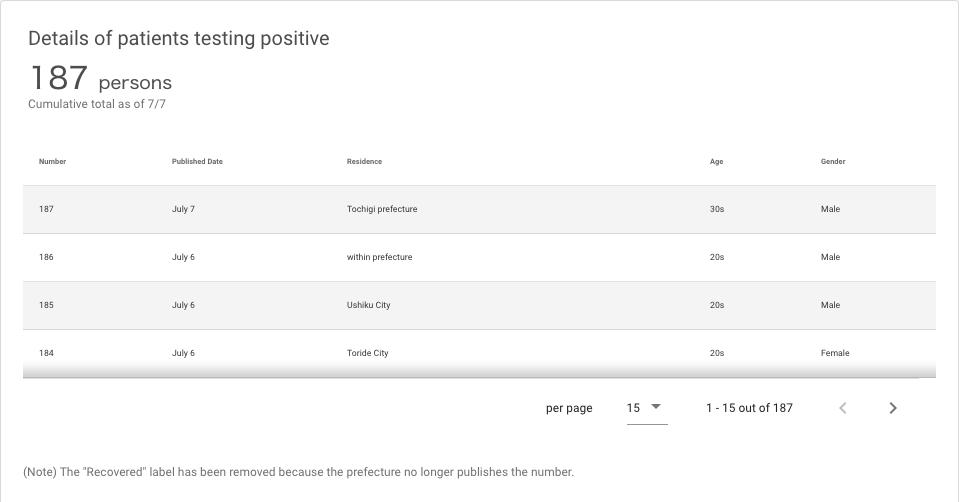 Details of patients testing positive
187 persons
Cumulative total as of 7/7
Number Published Date Residence Age Gender
187 July 7 Tochigi prefecture 30s Male
186 July 6 within prefecture 20s Male
185 July 6 Ushiku City 20s Male
184 July 6 Toride City 20s Female
per page 15 1 - 15 out of 187
(Note) The "Recovered" label has been removed because the prefecture no longer publishes the number.